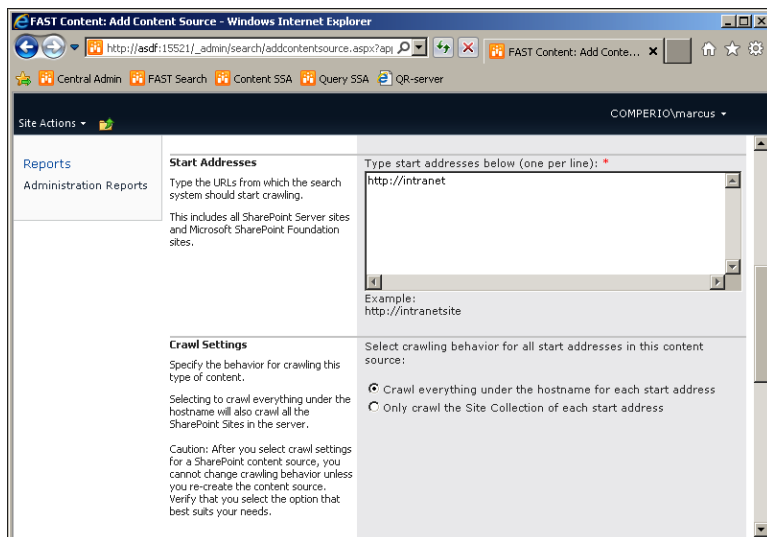 FAST Content: Add Content Source - Windows Internet Explorer
http://asdf:15521/_admin/search/addcontentsource.aspx?app
FAST Content: Add Conte...
Central Admin FAST Search Content SSA Query SSA QR-server
COMPERIO\marcus
Site Actions
Reports
Administration Reports
Start Addresses
Type the URLs from which the search
system should start crawling.
This includes all SharePoint Server sites
and Microsoft SharePoint Foundation
sites.
Type start addresses below (one per line): *
http://intranet
Example:
http://intranetsite
Crawl Settings
Specify the behavior for crawling this
type of content.
Selecting to crawl everything under the
hostname will also crawl all the
SharePoint Sites in the server.
Caution: After you select crawl settings
for a SharePoint content source, you
cannot change crawling behavior unless
you re-create the content source.
Verify that you select the option that
best suits your needs.
Select crawling behavior for all start addresses in this content
source:
Crawl everything under the hostname for each start address
Only crawl the Site Collection of each start address